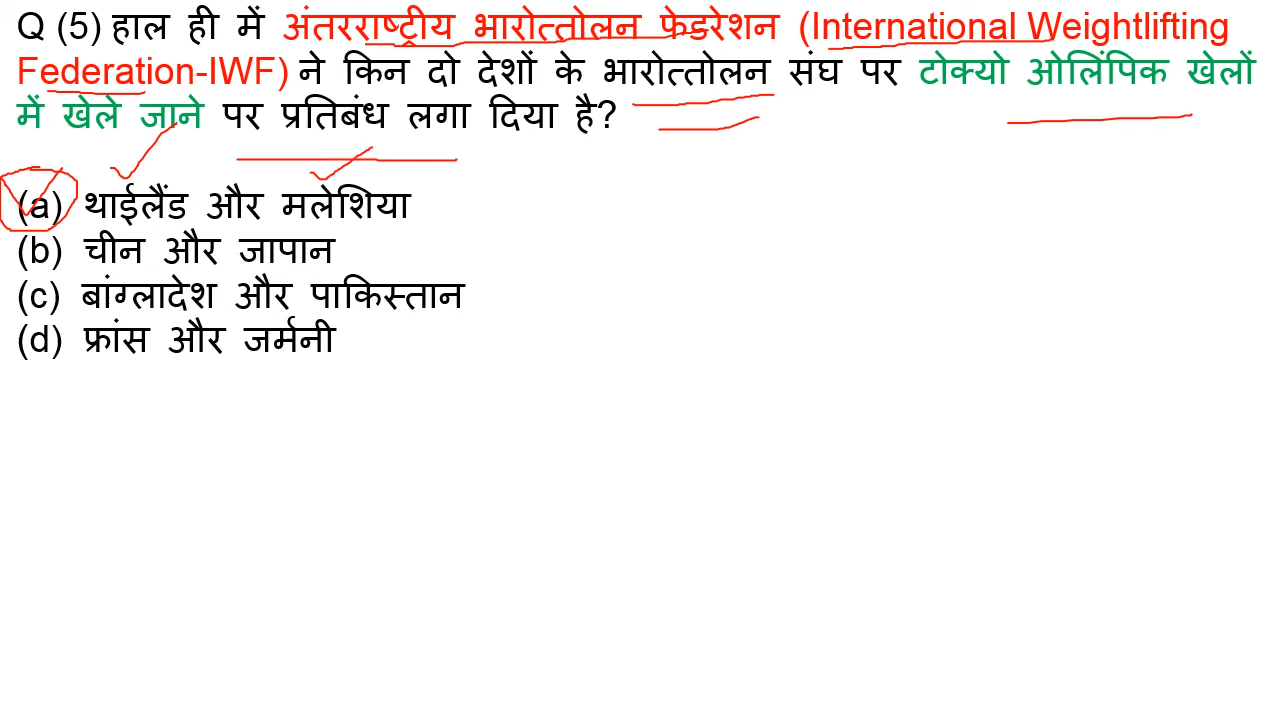 Q (5) हाल ही में अंतरराष्ट्रीय भारोत्तोलन फेडरेशन (International Weightlifting
Federation-IWF) ने किन दो देशों के भारोत्तोलन संघ पर टोक्यो ओलिंपिक खेलों
में खेले जाने पर प्रतिबंध लगा दिया है?
(a) थाईलैंड और मलेशिया
(b) चीन और जापान
(c) बांग्लादेश और पाकिस्तान
(d) फ्रांस और जर्मनी